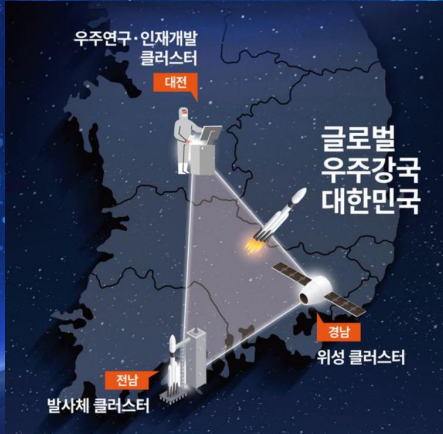 우주연구·인재개발
클러스터
대전
글로벌
우주강국
대한민국
경남
위성 클러스터
전남
발사체 클러스터